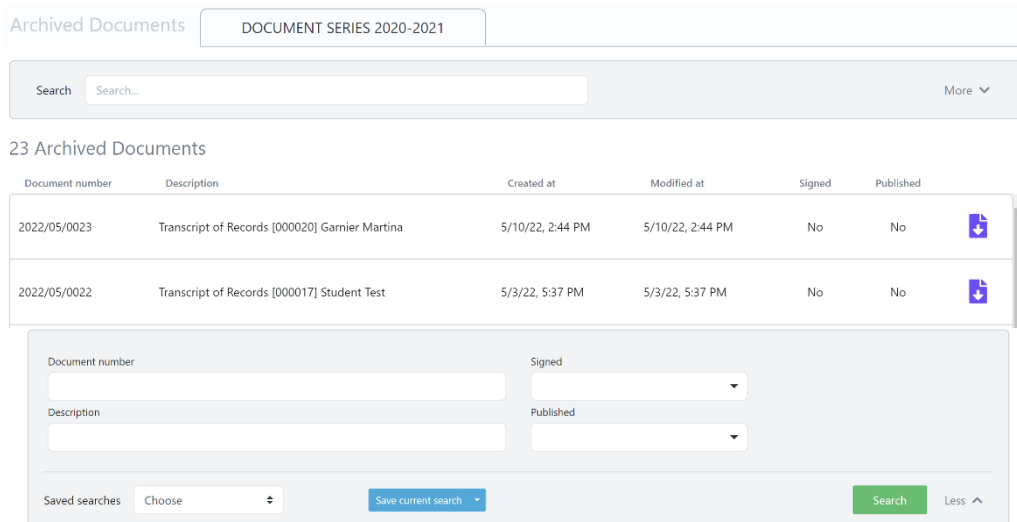 Archived Documents DOCUMENT SERIES 2020-2021
Search Search... More
23 Archived Documents
Document number Description Created at Modified at Signed Published
2022/05/0023 Transcript of Records [000020] Garnier Martina 5/10/22, 2:44 PM 5/10/22, 2:44 PM No No
2022/05/0022 Transcript of Records [000017] Student Test 5/3/22, 5:37 PM 5/3/22, 5:37 PM No No
Document number Signed
Description Published
Saved searches Choose Save current search Search Less